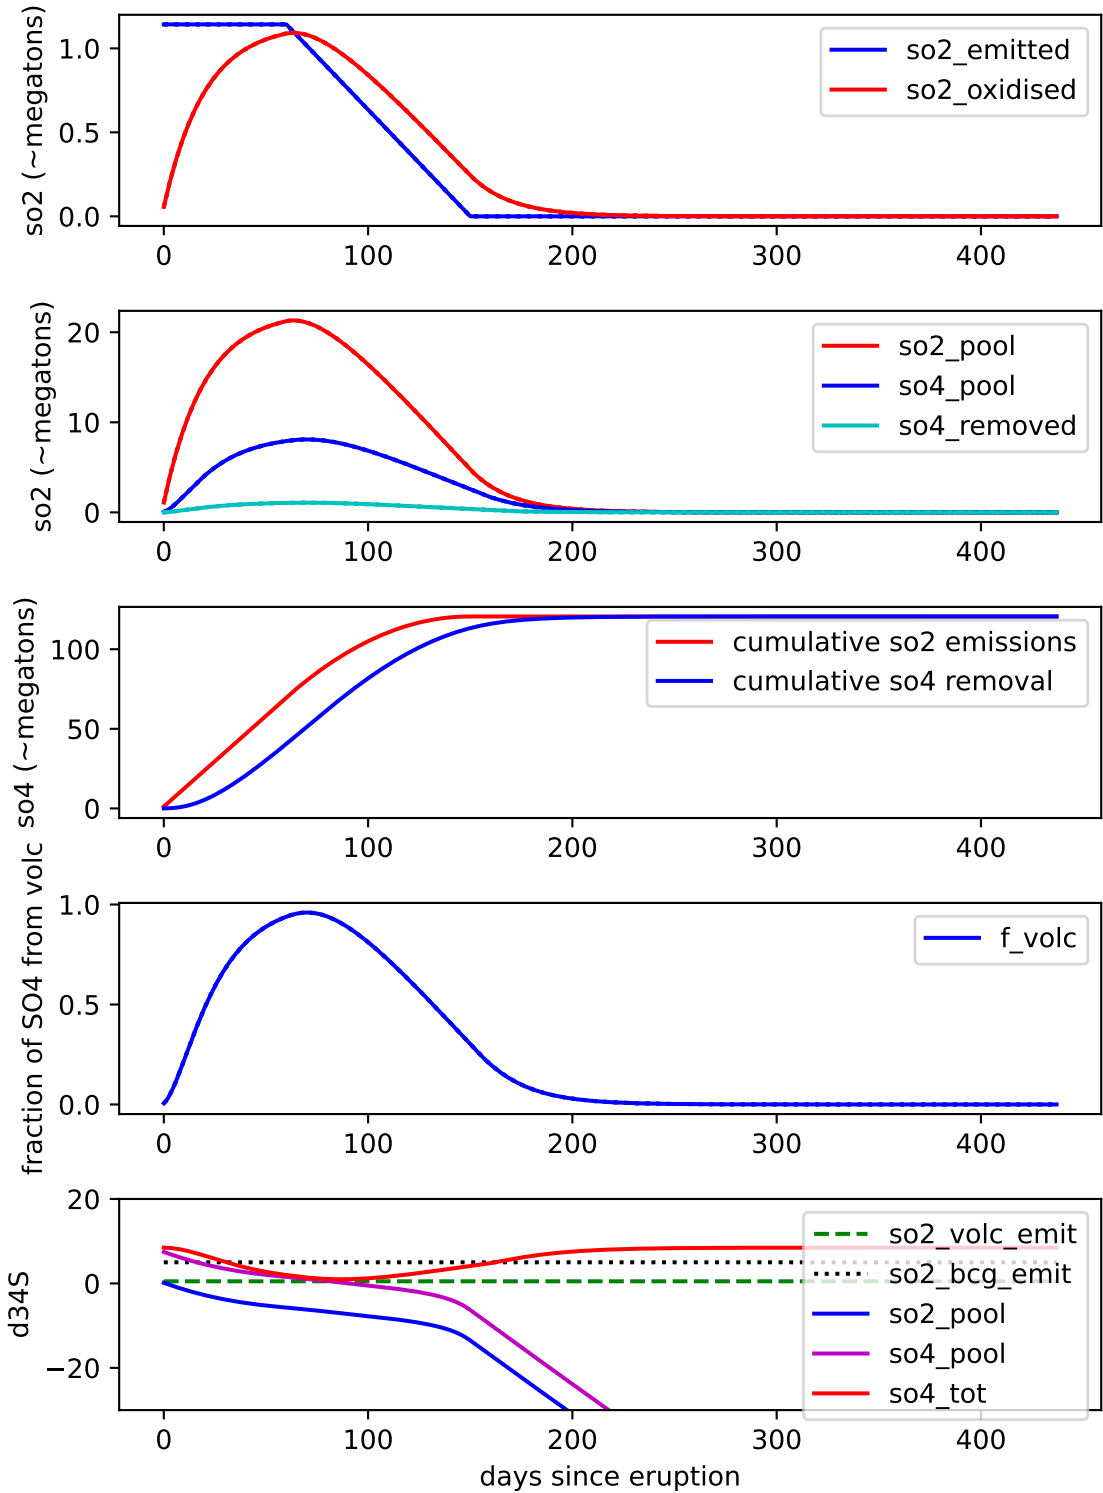 so2 (~megatons)
1.0
0.5
0.0
so2_emitted
so2_oxidised
0 100 200 300 400
so2 (~megatons)
20
10
0
so2_pool
so4_pool
so4_removed
0 100 200 300 400
so4 (~megatons)
100
50
0
cumulative so2 emissions
cumulative so4 removal
0 100 200 300 400
fraction of SO4 from volc
1.0
0.5
0.0
f_volc
0 100 200 300 400
d34S
20
0
−20
so2_volc_emit
so2_bcg_emit
so2_pool
so4_pool
so4_tot
0 100 200 300 400
days since eruption